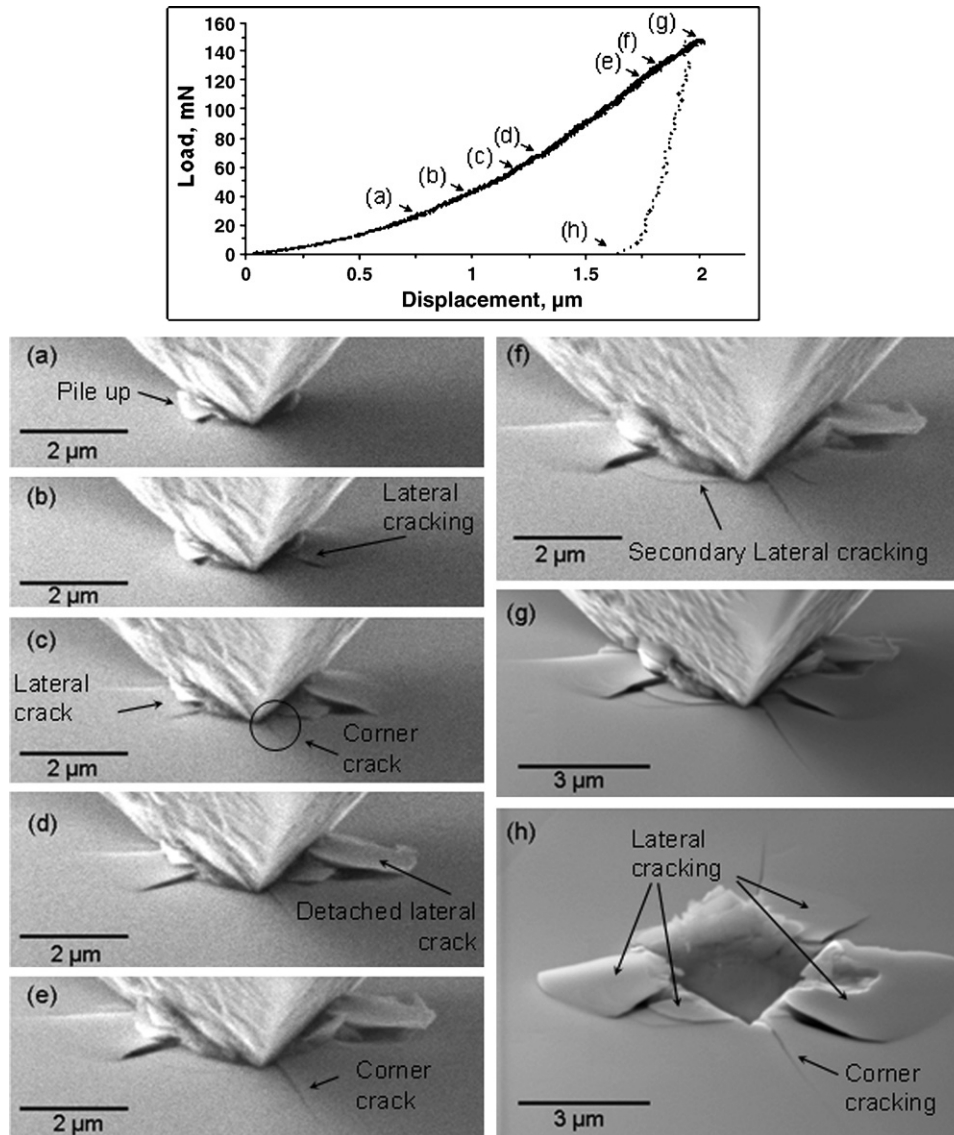 160
140
120
100
80
60
40
20
0
Load, mN
(a)
(b)
(c)
(d)
(e)
(f)
(g)
(h)
0
0.5
1
1.5
2
Displacement, µm
(a)
Pile up
2 µm
(b)
Lateral
cracking
2 µm
(c)
Lateral
crack
Corner
crack
2 µm
(d)
Detached lateral
crack
2 µm
(e)
Corner
crack
2 µm
(f)
2 µm
Secondary Lateral cracking
(g)
3 µm
(h)
Lateral
cracking
Corner
cracking
3 µm